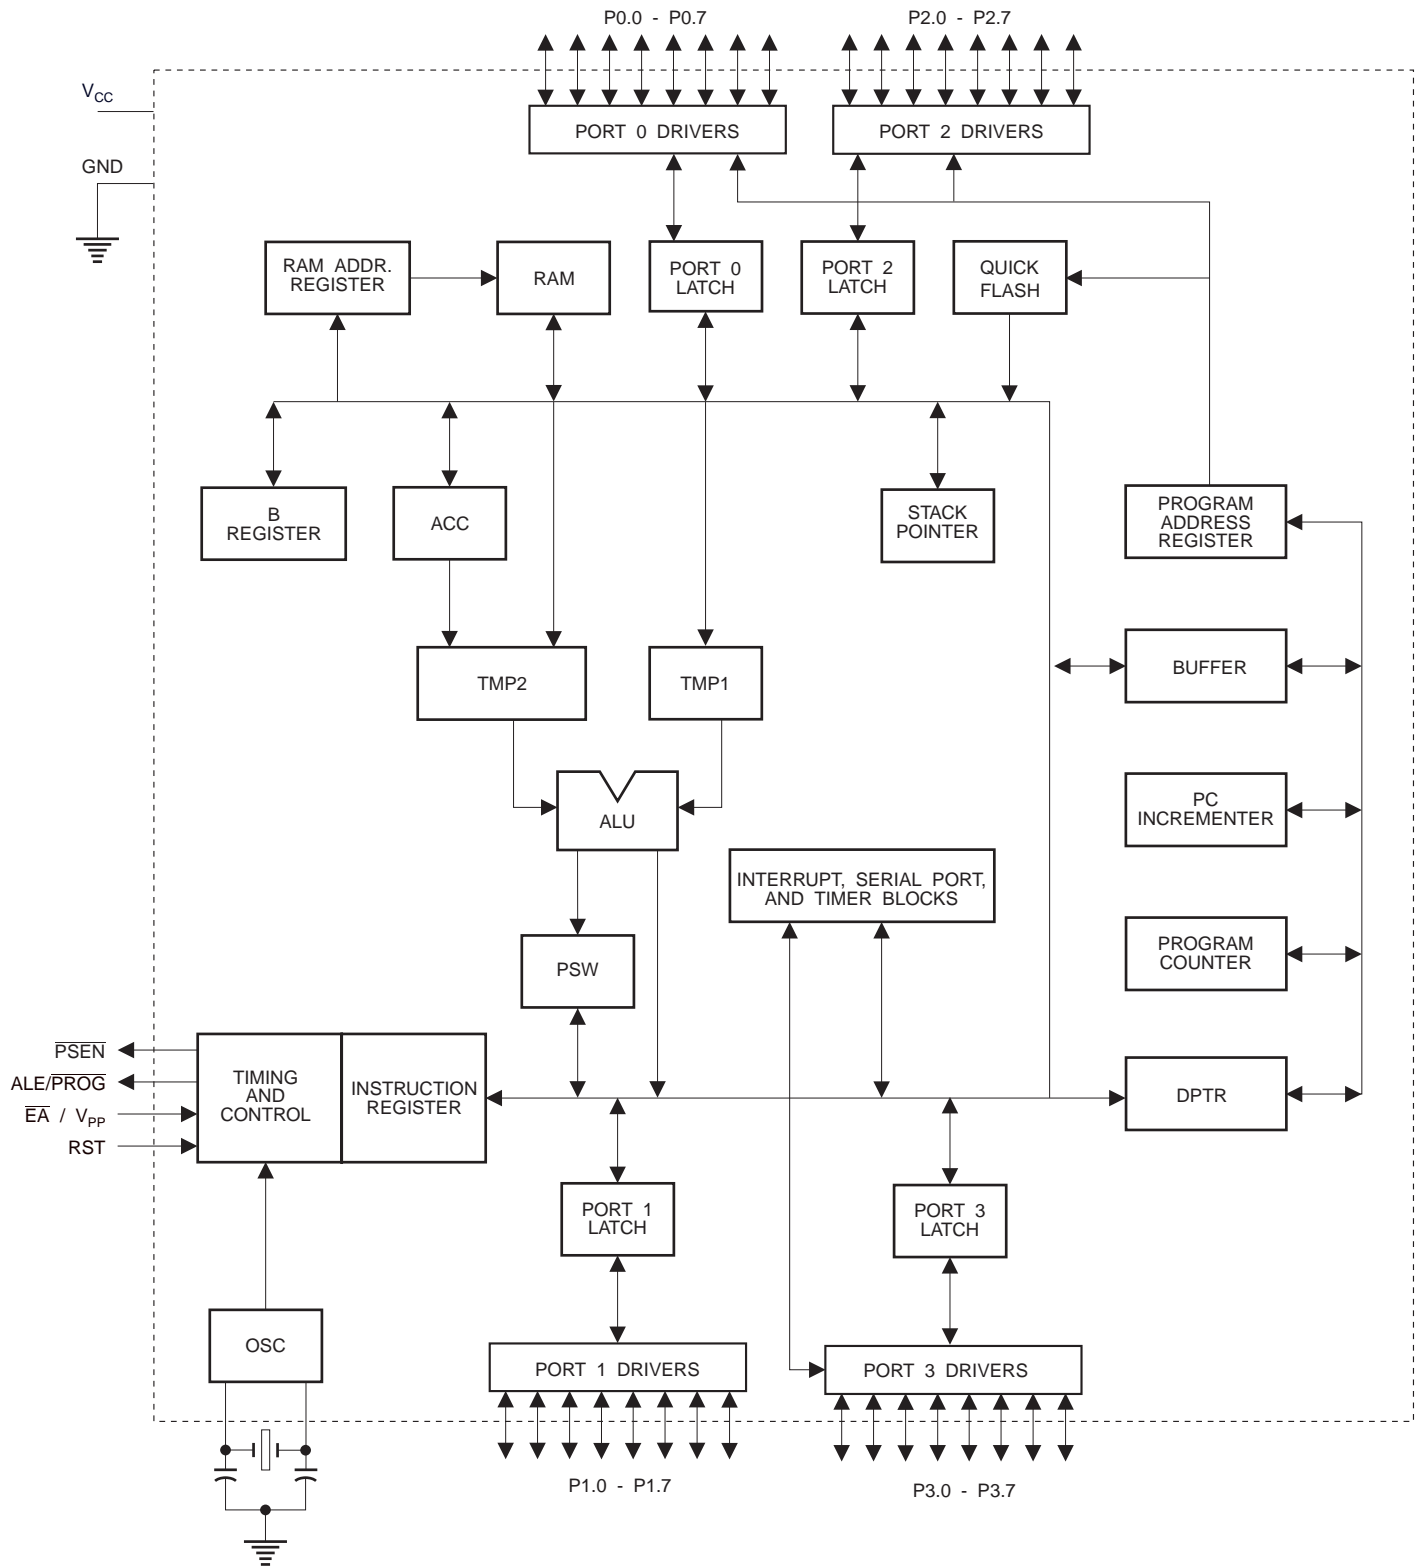 P0.0 - P0.7
P2.0 - P2.7
VCC
PORT 0 DRIVERS
PORT 2 DRIVERS
GND
RAM ADDR.
REGISTER
RAM
PORT 0
LATCH
PORT 2
LATCH
QUICK
FLASH
B
REGISTER
ACC
STACK
POINTER
PROGRAM
ADDRESS
REGISTER
TMP2
TMP1
BUFFER
ALU
PC
INCREMENTER
INTERRUPT, SERIAL PORT,
AND TIMER BLOCKS
PSW
PROGRAM
COUNTER
PSEN
ALE/PROG
EA / VPP
RST
TIMING
AND
CONTROL
INSTRUCTION
REGISTER
DPTR
PORT 1
LATCH
PORT 3
LATCH
OSC
PORT 1 DRIVERS
PORT 3 DRIVERS
P1.0 - P1.7
P3.0 - P3.7